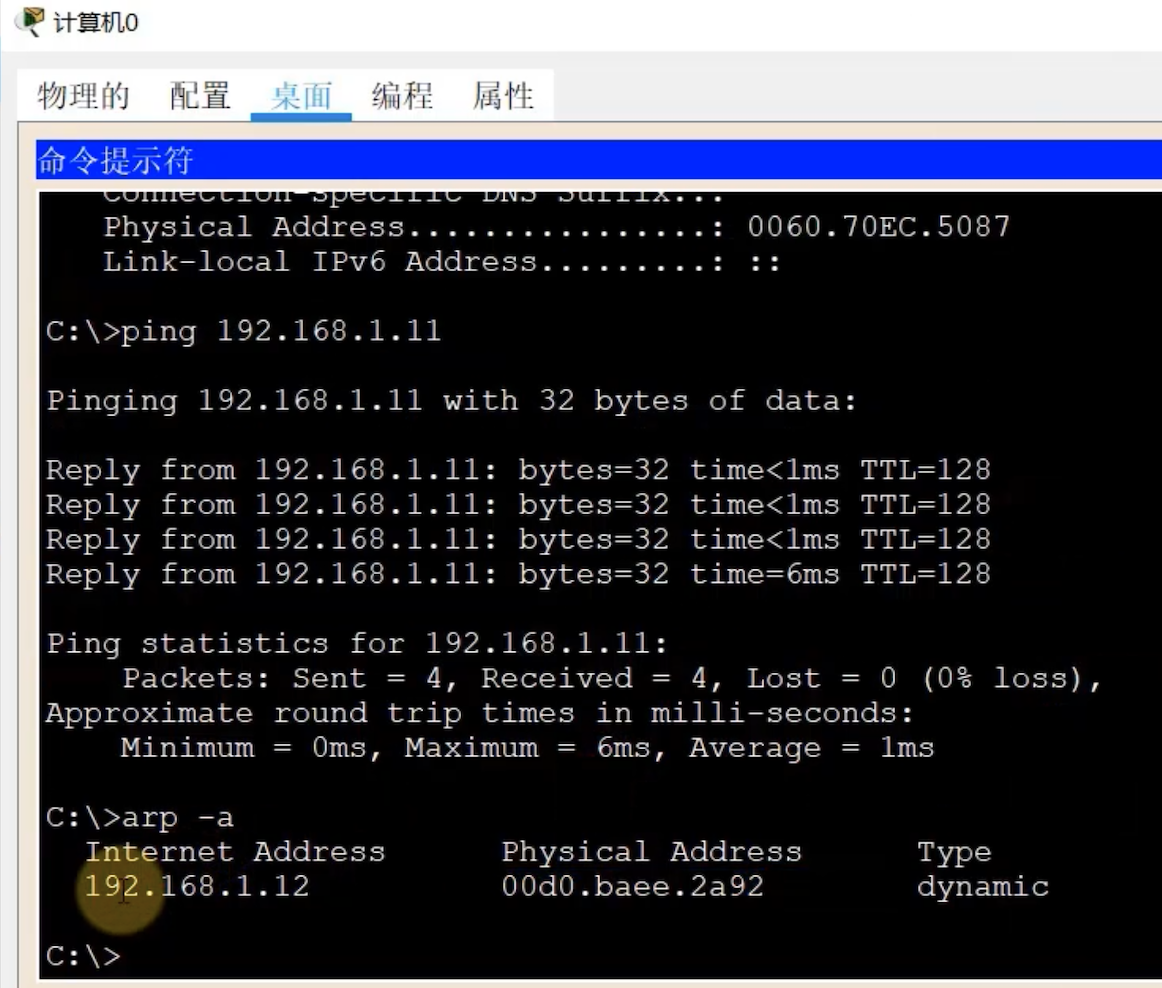 计算机0
物理的 配置 桌面 编程 属性
命令提示符
Connection-specific DNS Suffix..:
Physical Address................: 0060.70EC.5087
Link-local IPv6 Address.........: ::
C:\>ping 192.168.1.11
Pinging 192.168.1.11 with 32 bytes of data:
Reply from 192.168.1.11: bytes=32 time<1ms TTL=128
Reply from 192.168.1.11: bytes=32 time<1ms TTL=128
Reply from 192.168.1.11: bytes=32 time<1ms TTL=128
Reply from 192.168.1.11: bytes=32 time=6ms TTL=128
Ping statistics for 192.168.1.11:
Packets: Sent = 4, Received = 4, Lost = 0 (0% loss),
Approximate round trip times in milli-seconds:
Minimum = 0ms, Maximum = 6ms, Average = 1ms
C:\>arp -a
Internet Address Physical Address Type
192.168.1.12 00d0.baee.2a92 dynamic
C:\>